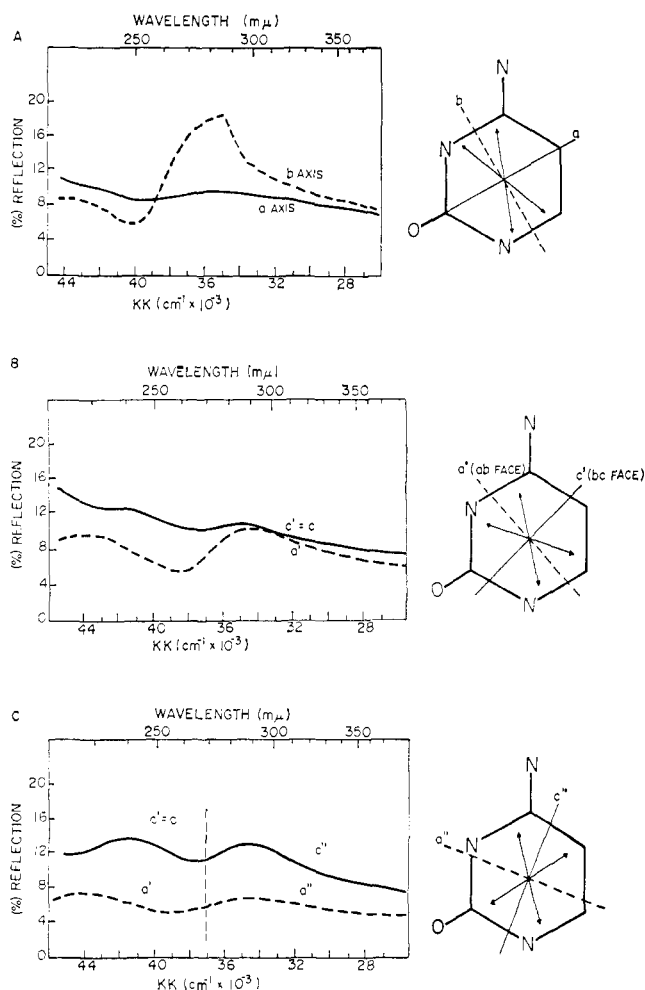 A
WAVELENGTH (mμ)
250 300 340
20
16
12
8
4
0
(%) REFLECTION
b AXIS
a AXIS
44 40 36 32 28
KK (cm⁻¹ x 10⁻³)
N
b
a
N
O
N
B
WAVELENGTH (mμ)
250 300 350
20
16
12
8
4
0
(%) REFLECTION
c' = c
a'
44 40 36 32 28
KK (cm⁻¹ x 10⁻³)
N
a' (ab FACE)
c' (bc FACE)
N
O
N
C
WAVELENGTH (mμ)
250 300 350
20
16
12
8
4
0
(%) REFLECTION
c' = c
c"
a'
a"
44 40 36 32 28
KK (cm⁻¹ x 10⁻³)
N
c"
a"
N
O
N